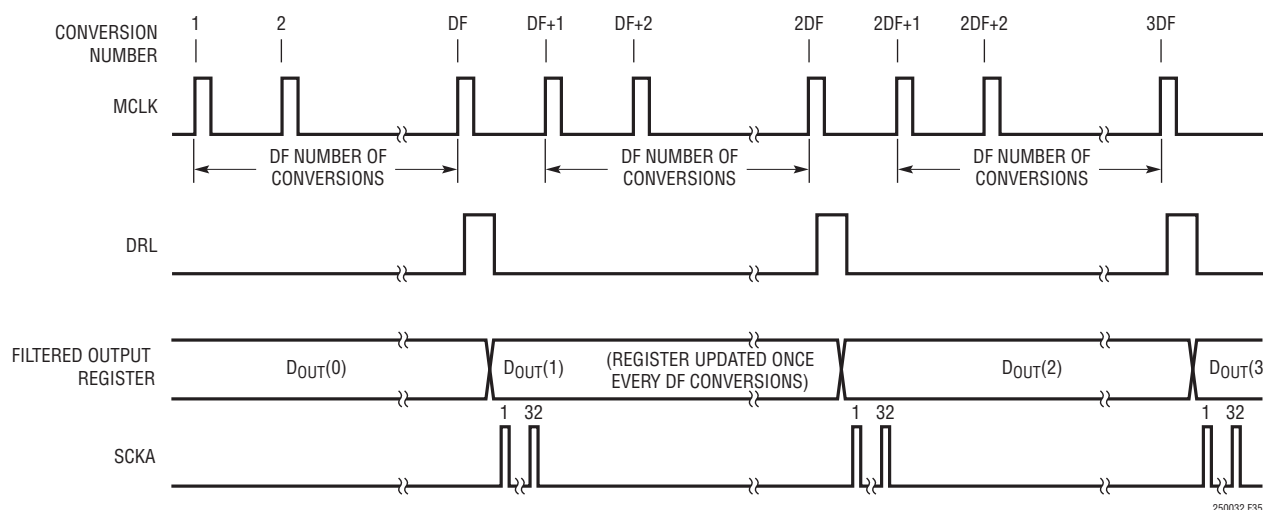 CONVERSION
NUMBER
1 2 DF DF+1 DF+2 2DF 2DF+1 2DF+2 3DF
MCLK
DF NUMBER OF
CONVERSIONS
DF NUMBER OF
CONVERSIONS
DF NUMBER OF
CONVERSIONS
DRL
FILTERED OUTPUT
REGISTER
DOUT(0)
DOUT(1)
(REGISTER UPDATED ONCE
EVERY DF CONVERSIONS)
DOUT(2)
DOUT(3
1 32 1 32 1 32
SCKA
250032 F35